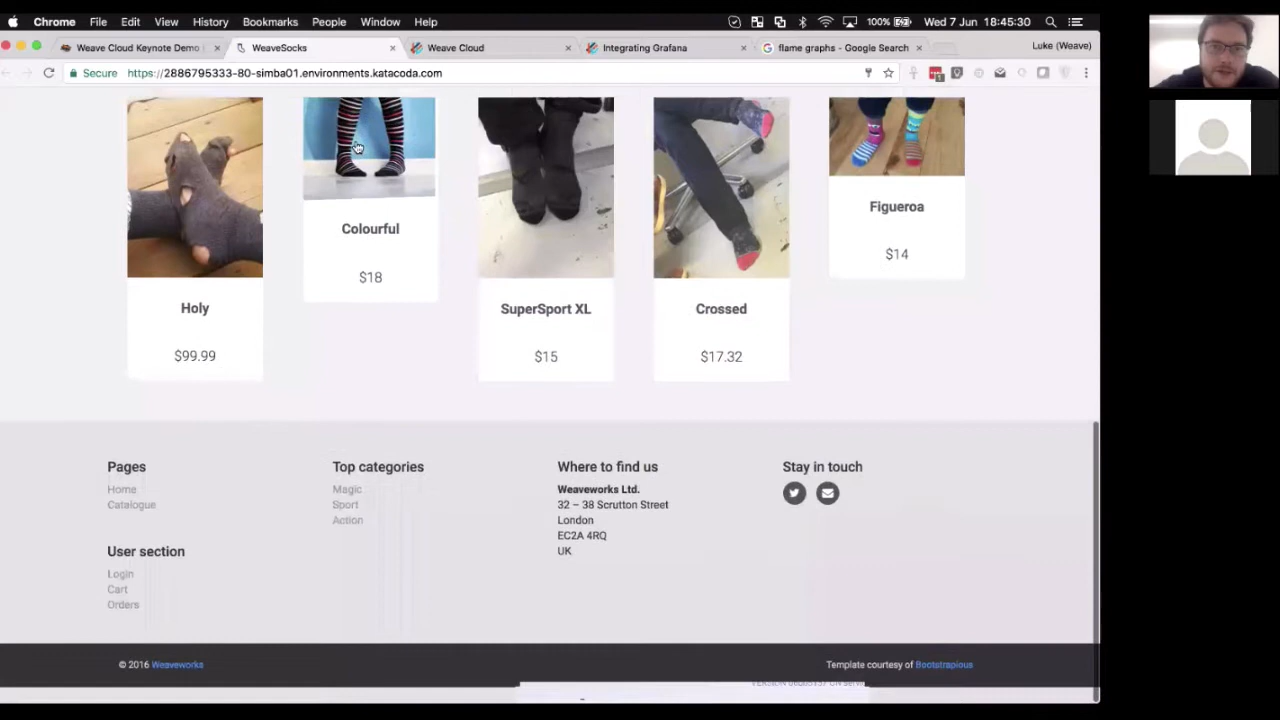 Chrome File Edit View History Bookmarks People Window Help 100% Wed 7 Jun 18:45:30
Weave Cloud Keynote Demo WeaveSocks Weave Cloud Integrating Grafana flame graphs - Google Search Luke (Weave)
Secure https://2886795333-80-simba01.environments.katacoda.com
Holy
$99.99
Colourful
$18
SuperSport XL
$15
Crossed
$17.32
Figueroa
$14
Pages
Home
Catalogue
User section
Login
Cart
Orders
Top categories
Magic
Sport
Action
Where to find us
Weaveworks Ltd.
32 – 38 Scrutton Street
London
EC2A 4RQ
UK
Stay in touch
© 2016 Weaveworks
Template courtesy of Bootstrapious